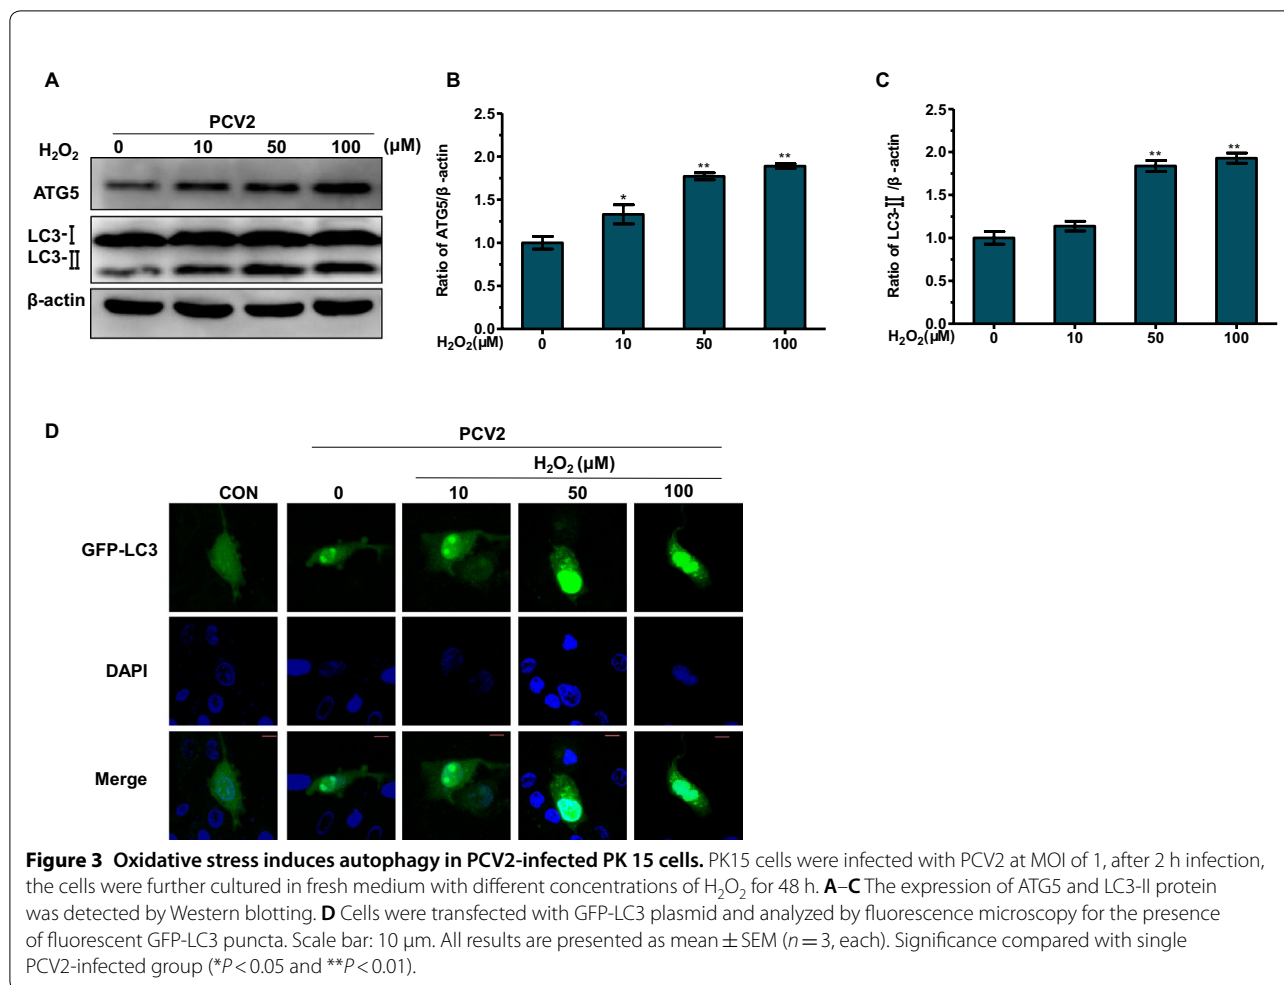 A
PCV2
H₂O₂ 0 10 50 100 (μM)
ATG5
LC3-I
LC3-II
β-actin
B
Ratio of ATG5/β -actin
2.5
2.0
1.5
1.0
0.5
0.0
*
**
**
H₂O₂(μM) 0 10 50 100
C
Ratio of LC3-II /β -actin
2.5
2.0
1.5
1.0
0.5
0.0
**
**
H₂O₂(μM) 0 10 50 100
D
PCV2
H₂O₂ (μM)
CON 0 10 50 100
GFP-LC3
DAPI
Merge
Figure 3 Oxidative stress induces autophagy in PCV2-infected PK 15 cells. PK15 cells were infected with PCV2 at MOI of 1, after 2 h infection,
the cells were further cultured in fresh medium with different concentrations of H₂O₂ for 48 h. A–C The expression of ATG5 and LC3-II protein
was detected by Western blotting. D Cells were transfected with GFP-LC3 plasmid and analyzed by fluorescence microscopy for the presence
of fluorescent GFP-LC3 puncta. Scale bar: 10 μm. All results are presented as mean ± SEM (n = 3, each). Significance compared with single
PCV2-infected group (*P < 0.05 and **P < 0.01).